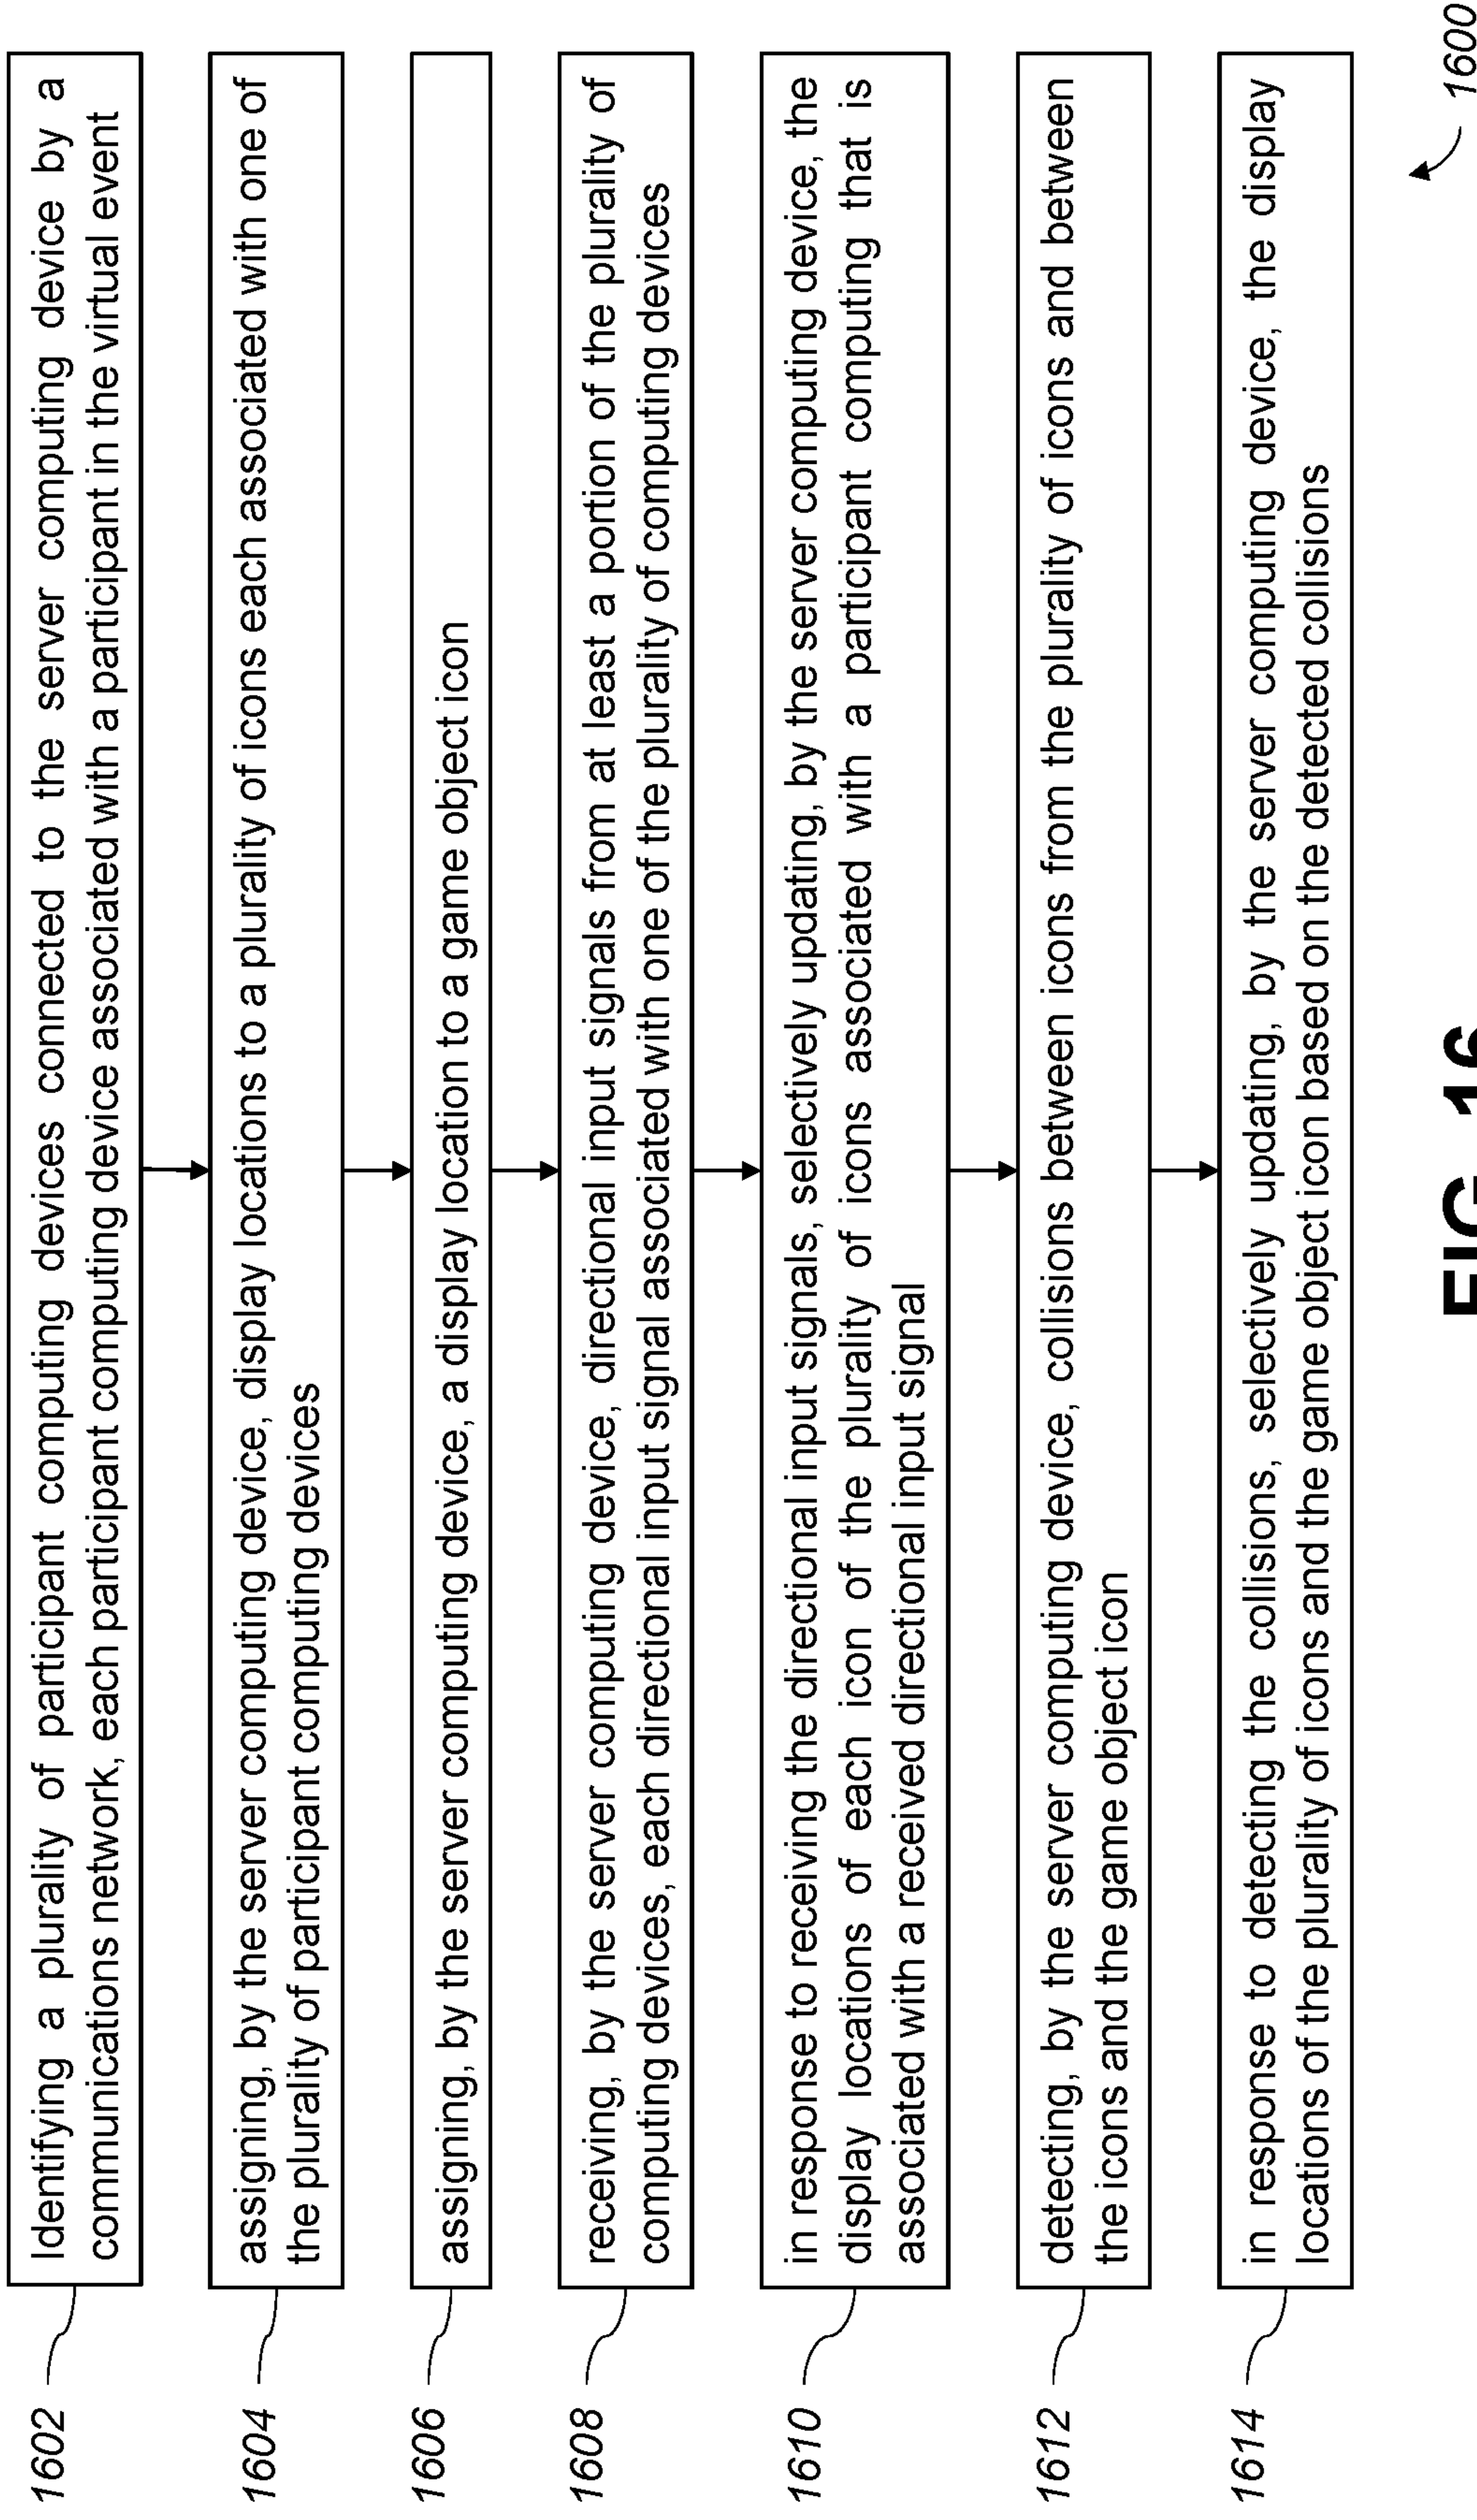 1602
Identifying a plurality of participant computing devices connected to the server computing device by a
communications network, each participant computing device associated with a participant in the virtual event
1604
assigning, by the server computing device, display locations to a plurality of icons each associated with one of
the plurality of participant computing devices
1606
assigning, by the server computing device, a display location to a game object icon
1608
receiving, by the server computing device, directional input signals from at least a portion of the plurality of
computing devices, each directional input signal associated with one of the plurality of computing devices
1610
in response to receiving the directional input signals, selectively updating, by the server computing device, the
display locations of each icon of the plurality of icons associated with a participant computing that is
associated with a received directional input signal
1612
detecting, by the server computing device, collisions between icons from the plurality of icons and between
the icons and the game object icon
1614
in response to detecting the collisions, selectively updating, by the server computing device, the display
locations of the plurality of icons and the game object icon based on the detected collisions
1600
FIG. 16